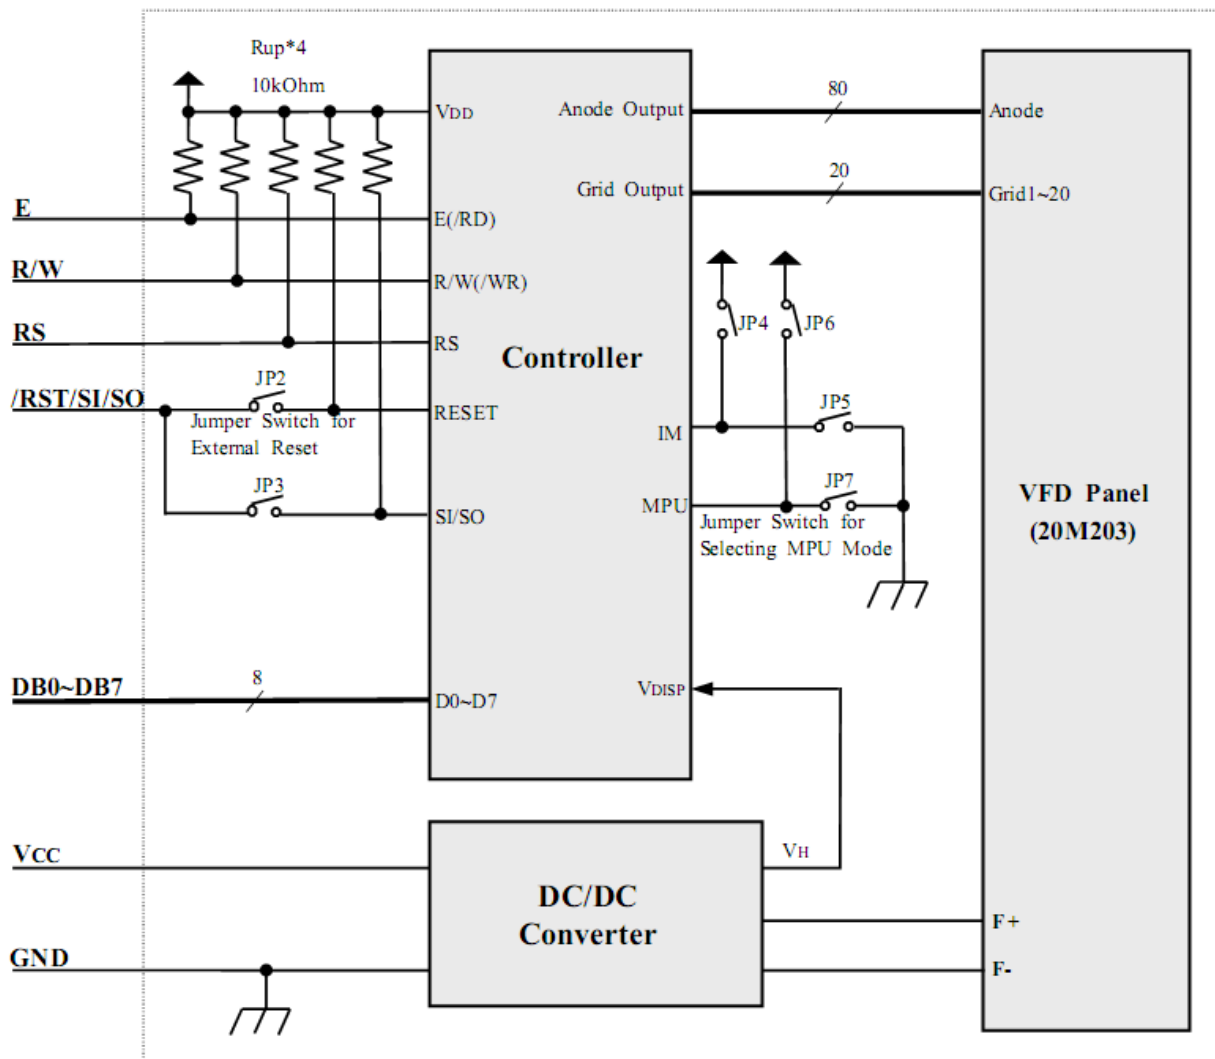 Rup*4
10kOhm
VDD
Anode Output
80
Anode
Grid Output
20
Grid1~20
E
E(/RD)
R/W
R/W(/WR)
RS
RS
JP4
JP6
Controller
/RST/SI/SO
JP2
RESET
Jumper Switch for
External Reset
JP5
IM
JP3
SI/SO
JP7
MPU
Jumper Switch for
Selecting MPU Mode
VFD Panel
(20M203)
DB0~DB7
8
D0~D7
VDISP
VCC
VH
DC/DC
Converter
F+
GND
F-